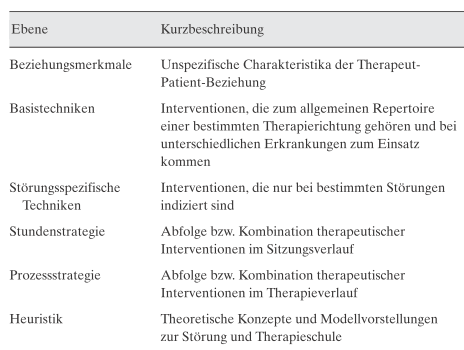 Ebene Kurzbeschreibung
Beziehungsmerkmale Unspezifische Charakteristika der Therapeut-
Patient-Beziehung
Basistechniken Interventionen, die zum allgemeinen Repertoire
einer bestimmten Therapierichtung gehören und bei
unterschiedlichen Erkrankungen zum Einsatz
kommen
Störungsspezifische Interventionen, die nur bei bestimmten Störungen
Techniken indiziert sind
Stundenstrategie Abfolge bzw. Kombination therapeutischer
Interventionen im Sitzungsverlauf
Prozessstrategie Abfolge bzw. Kombination therapeutischer
Interventionen im Therapieverlauf
Heuristik Theoretische Konzepte und Modellvorstellungen
zur Störung und Therapieschule